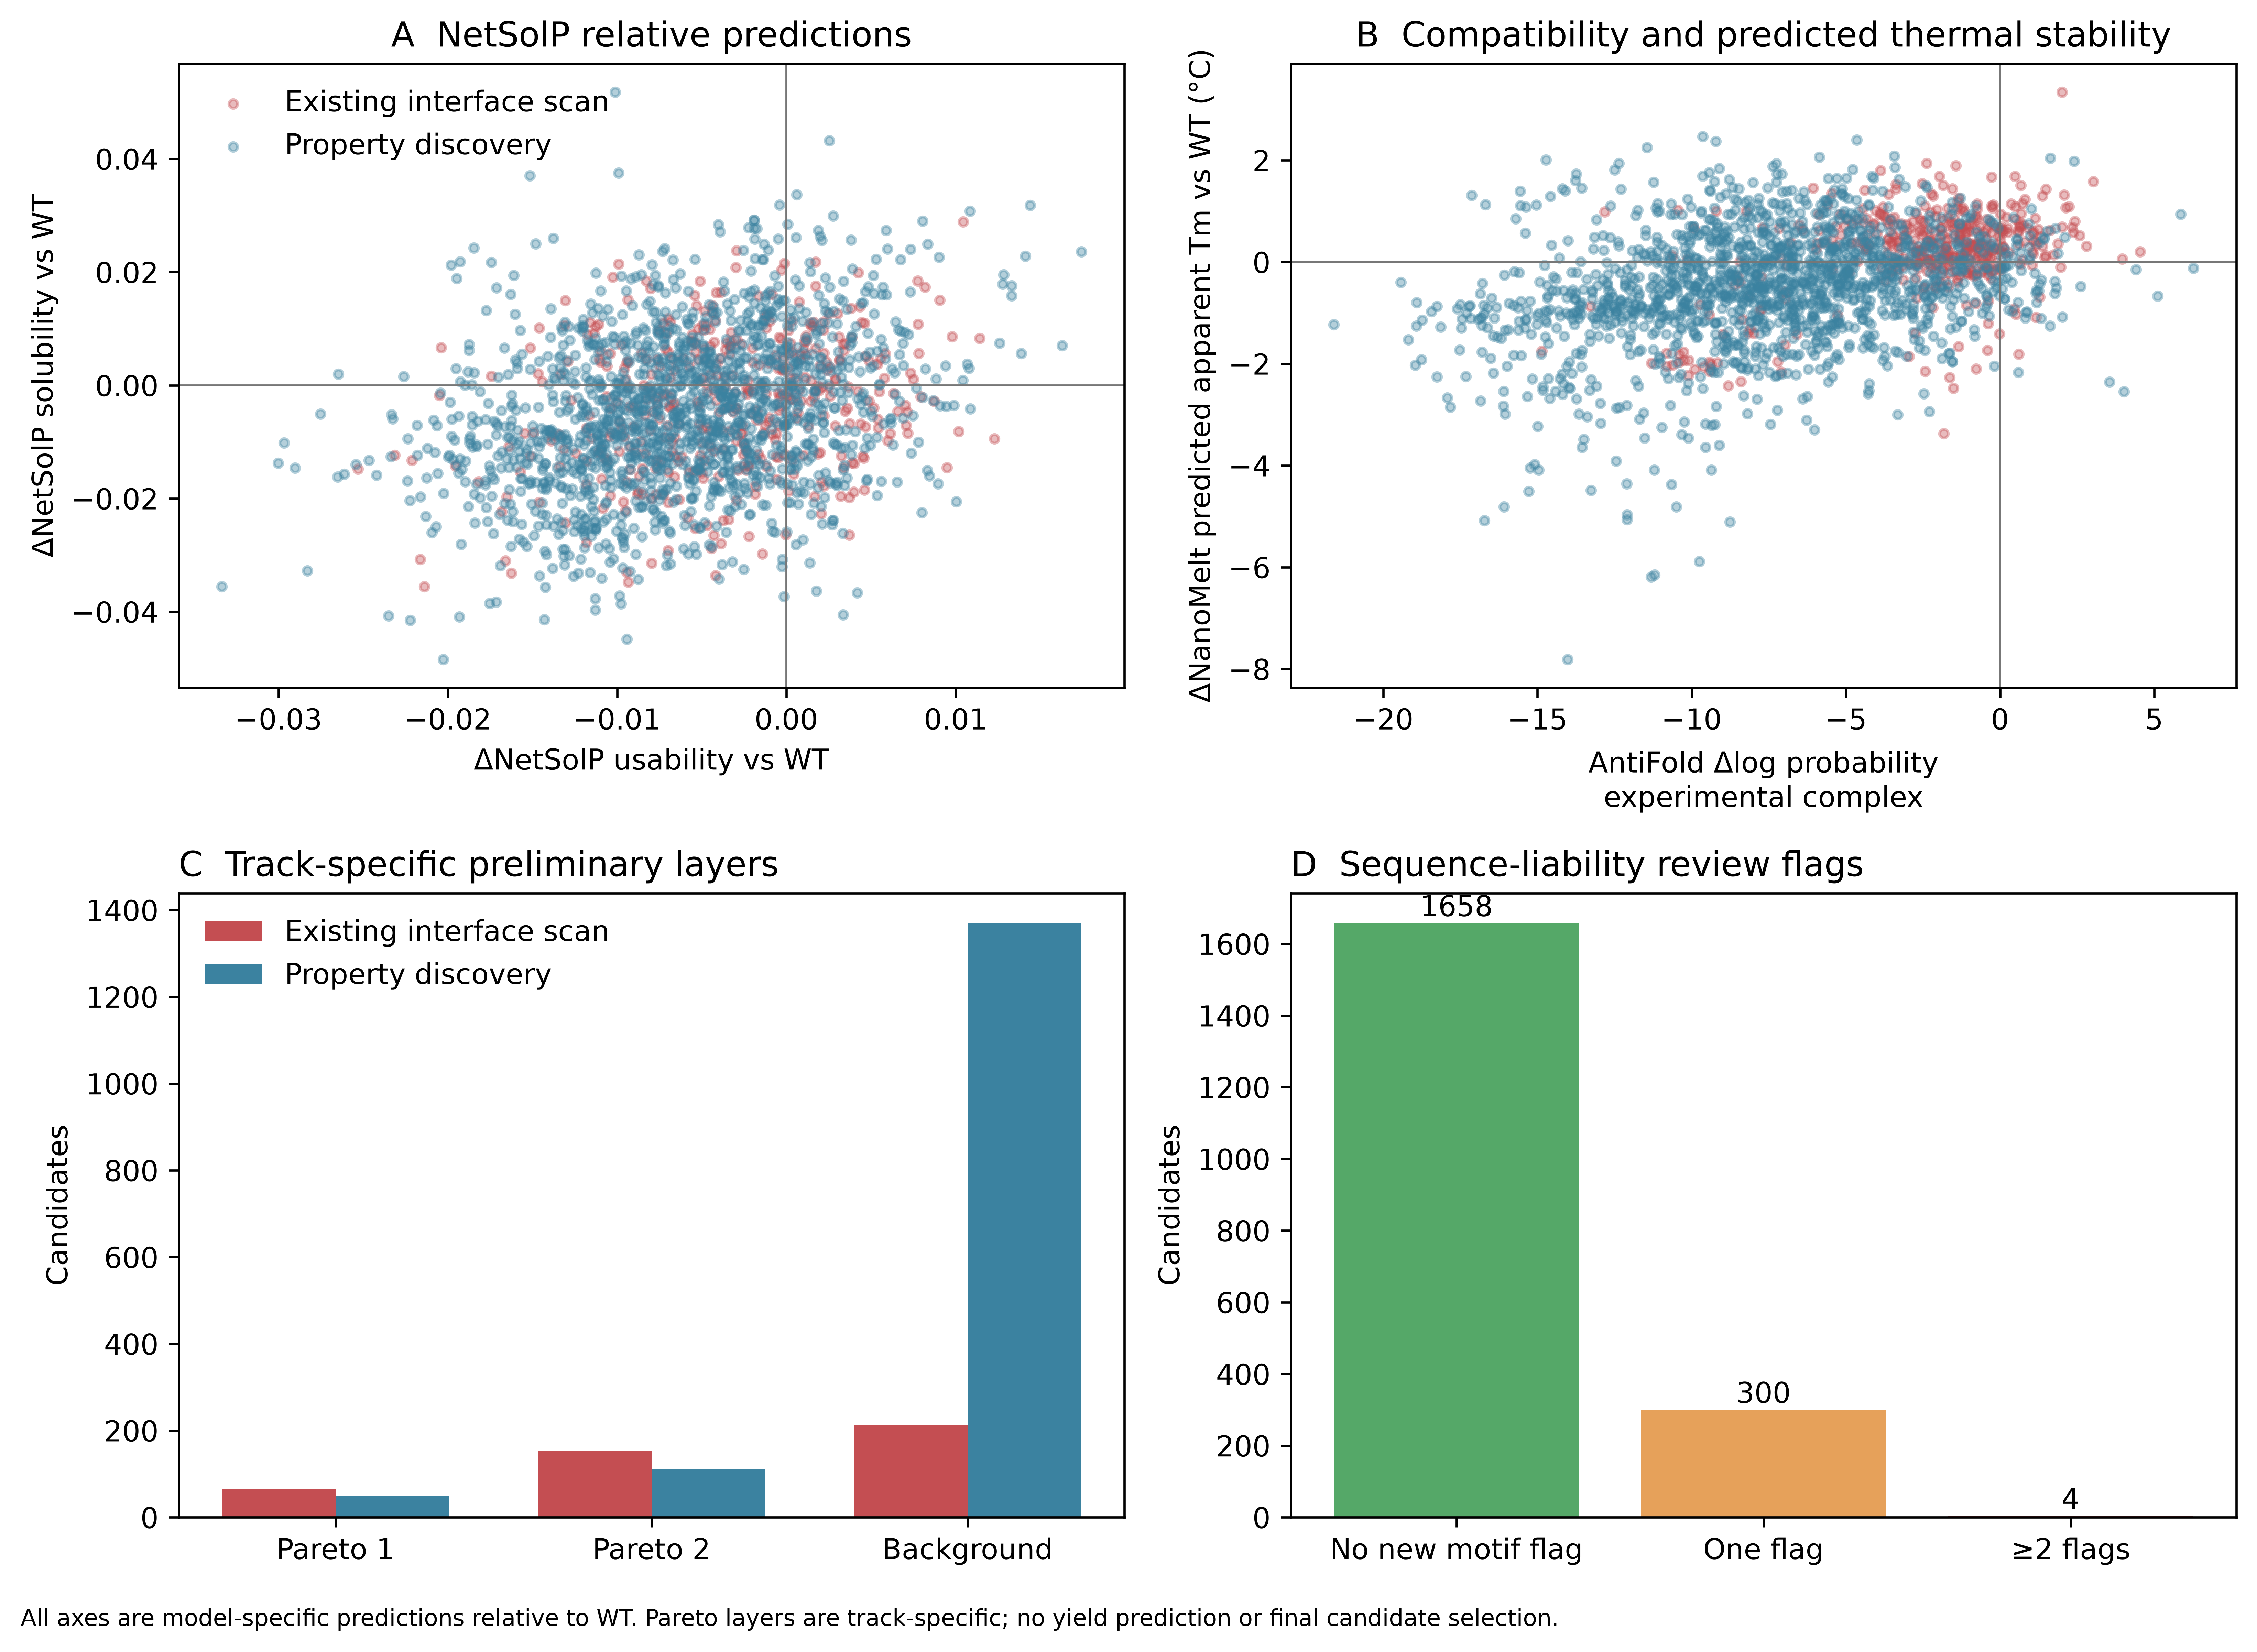 A  NetSolP relative predictions
Existing interface scan
Property discovery
0.04
0.02
0.00
−0.02
−0.04
ΔNetSolP solubility vs WT
−0.03
−0.02
−0.01
0.00
0.01
ΔNetSolP usability vs WT
B  Compatibility and predicted thermal stability
2
0
−2
−4
−6
−8
ΔNanoMelt predicted apparent Tm vs WT (°C)
−20
−15
−10
−5
0
5
AntiFold Δlog probability
experimental complex
C  Track-specific preliminary layers
Existing interface scan
Property discovery
1400
1200
1000
800
600
400
200
0
Candidates
Pareto 1
Pareto 2
Background
D  Sequence-liability review flags
1658
300
4
1600
1400
1200
1000
800
600
400
200
0
Candidates
No new motif flag
One flag
≥2 flags
All axes are model-specific predictions relative to WT. Pareto layers are track-specific; no yield prediction or final candidate selection.